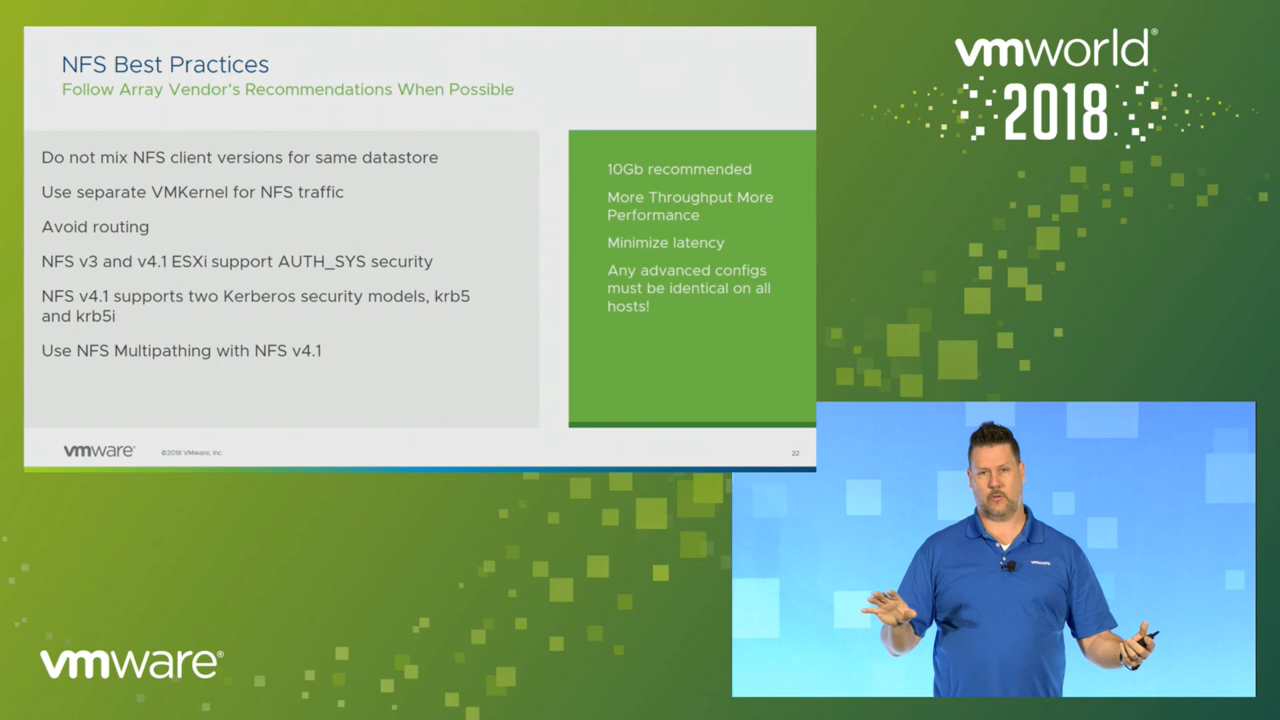 NFS Best Practices
Follow Array Vendor's Recommendations When Possible
Do not mix NFS client versions for same datastore
Use separate VMKernel for NFS traffic
Avoid routing
NFS v3 and v4.1 ESXi support AUTH_SYS security
NFS v4.1 supports two Kerberos security models, krb5
and krb5i
Use NFS Multipathing with NFS v4.1
10Gb recommended
More Throughput More
Performance
Minimize latency
Any advanced configs
must be identical on all
hosts!
vmware®
©2018 VMware, Inc.
22
vmworld®
2018
vmware
vmware®